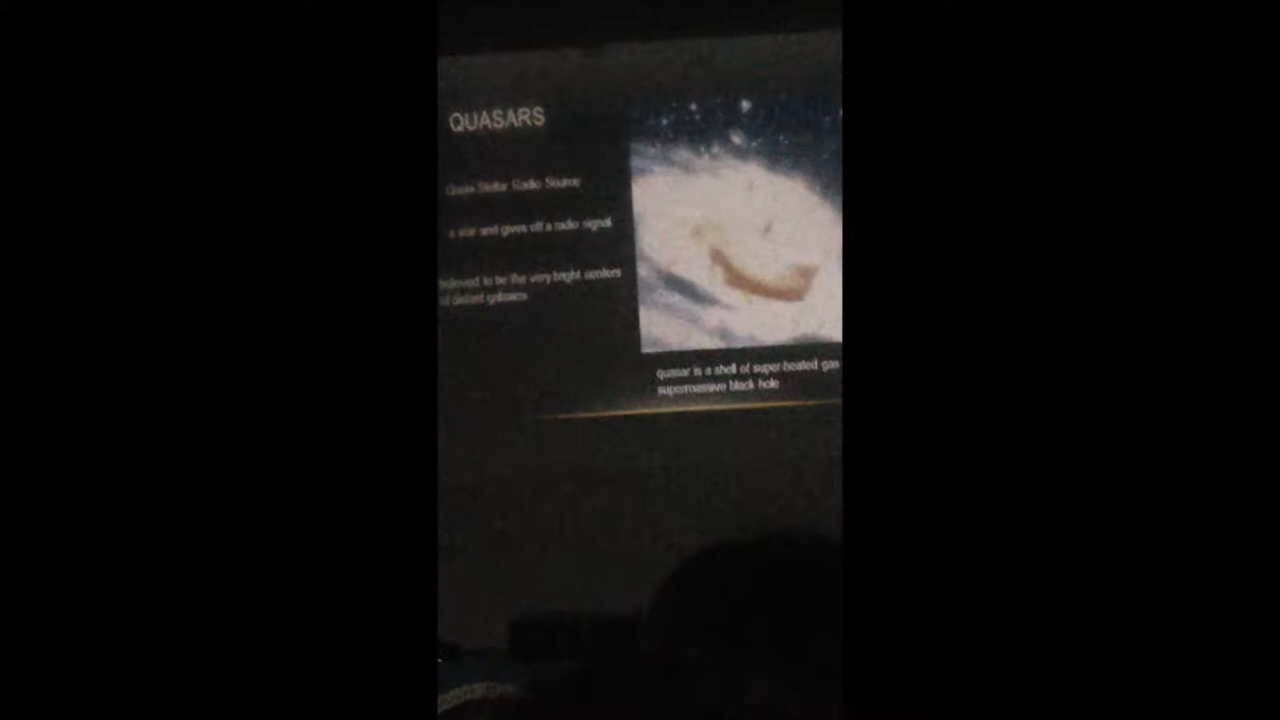 QUASARS
Quasi Stellar Radio Source
a star and gives off a radio signal
believed to be the very bright centers
of distant galaxies
quasar is a shell of super-heated gas
supermassive black hole